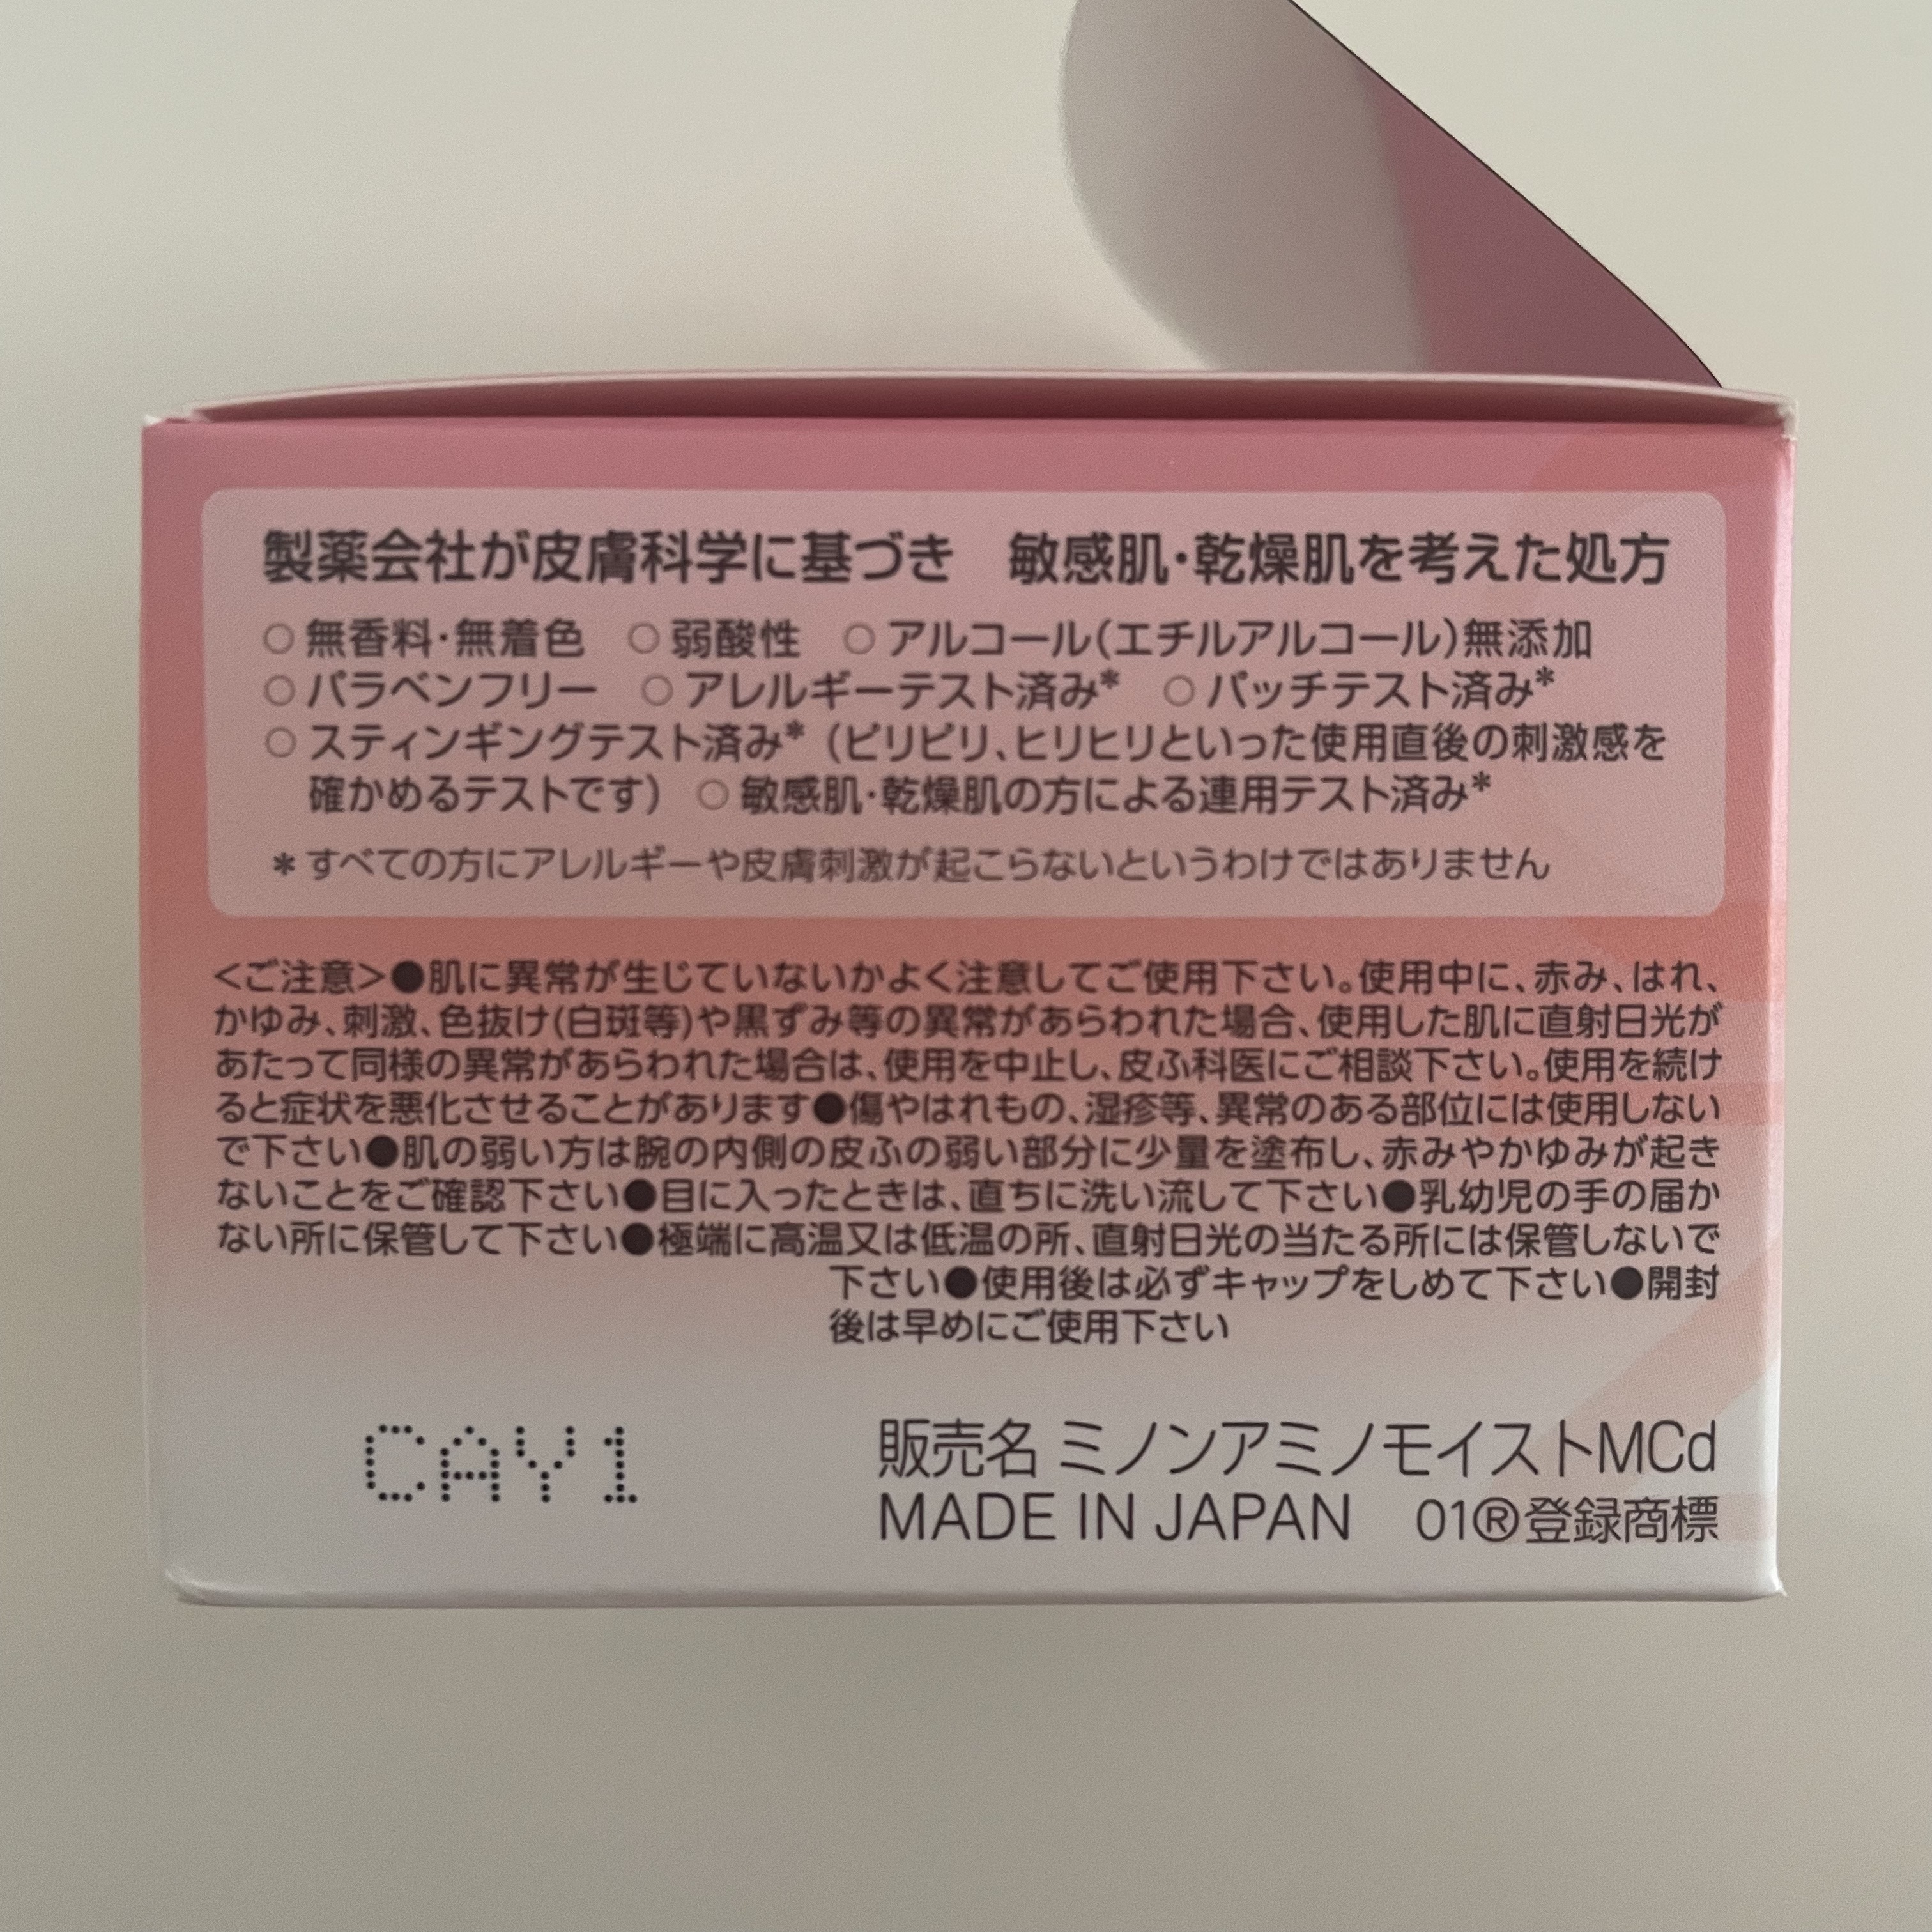 製薬会社が皮膚科学に基づき 敏感肌・乾燥肌を考えた処方
○ 無香料・無着色 ○ 弱酸性 ○ アルコール(エチルアルコール)無添加
○ パラベンフリー ○ アレルギーテスト済み* ○ パッチテスト済み*
○ スティンギングテスト済み* (ピリピリ、ヒリヒリといった使用直後の刺激感を
確かめるテストです) ○ 敏感肌・乾燥肌の方による連用テスト済み*
* すべての方にアレルギーや皮膚刺激が起こらないというわけではありません
<ご注意>●肌に異常が生じていないかよく注意してご使用下さい。使用中に、赤み、はれ、
かゆみ、刺激、色抜け(白斑等)や黒ずみ等の異常があらわれた場合、使用した肌に直射日光が
あたって同様の異常があらわれた場合は、使用を中止し、皮ふ科医にご相談下さい。使用を続け
ると症状を悪化させることがあります●傷やはれもの、湿疹等、異常のある部位には使用しない
で下さい●肌の弱い方は腕の内側の皮ふの弱い部分に少量を塗布し、赤みやかゆみが起き
ないことをご確認下さい●目に入ったときは、直ちに洗い流して下さい●乳幼児の手の届か
ない所に保管して下さい●極端に高温又は低温の所、直射日光の当たる所には保管しないで
下さい●使用後は必ずキャップをしめて下さい●開封
後は早めにご使用下さい
CAY1
販売名 ミノンアミノモイストMCd
MADE IN JAPAN 01®登録商標